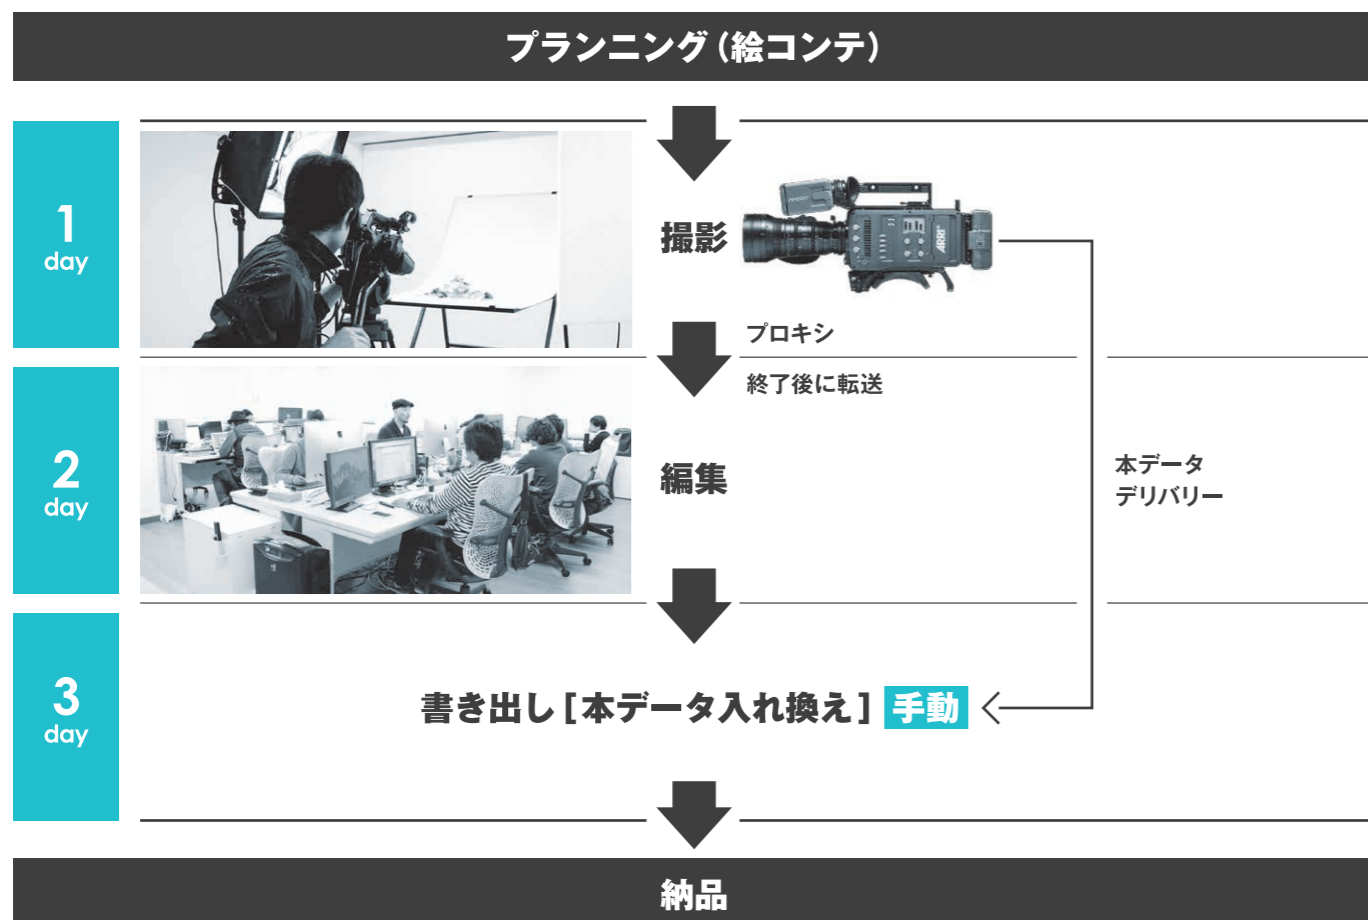 プランニング（絵コンテ）
1
day
撮影
ARRI
プロキシ
終了後に転送
2
day
編集
本データ
デリバリー
3
day
書き出し［本データ入れ換え］ 手動
納品